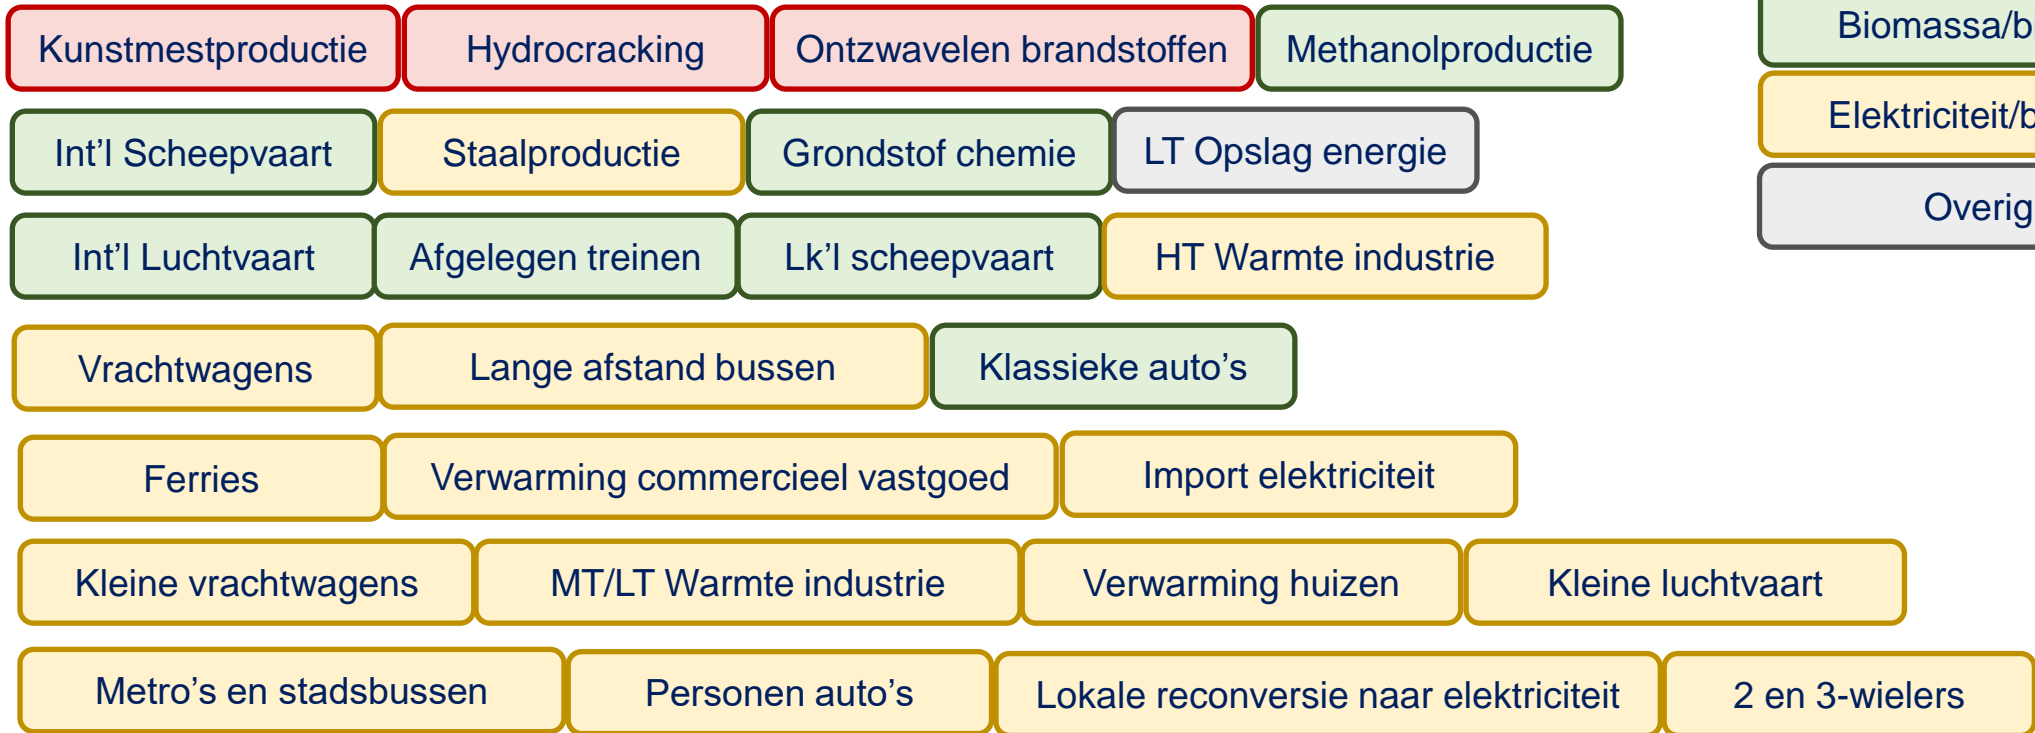 Kunstmestproductie Hydrocracking Ontzwavelen brandstoffen Methanolproductie
Int’l Scheepvaart Staalproductie Grondstof chemie LT Opslag energie
Int’l Luchtvaart Afgelegen treinen Lk’l scheepvaart HT Warmte industrie
Vrachtwagens Lange afstand bussen Klassieke auto’s
Ferries Verwarming commercieel vastgoed Import elektriciteit
Kleine vrachtwagens MT/LT Warmte industrie Verwarming huizen Kleine luchtvaart
Metro’s en stadsbussen Personen auto’s Lokale reconversie naar elektriciteit 2 en 3-wielers
Biomassa/
Elektriciteit/
Overig